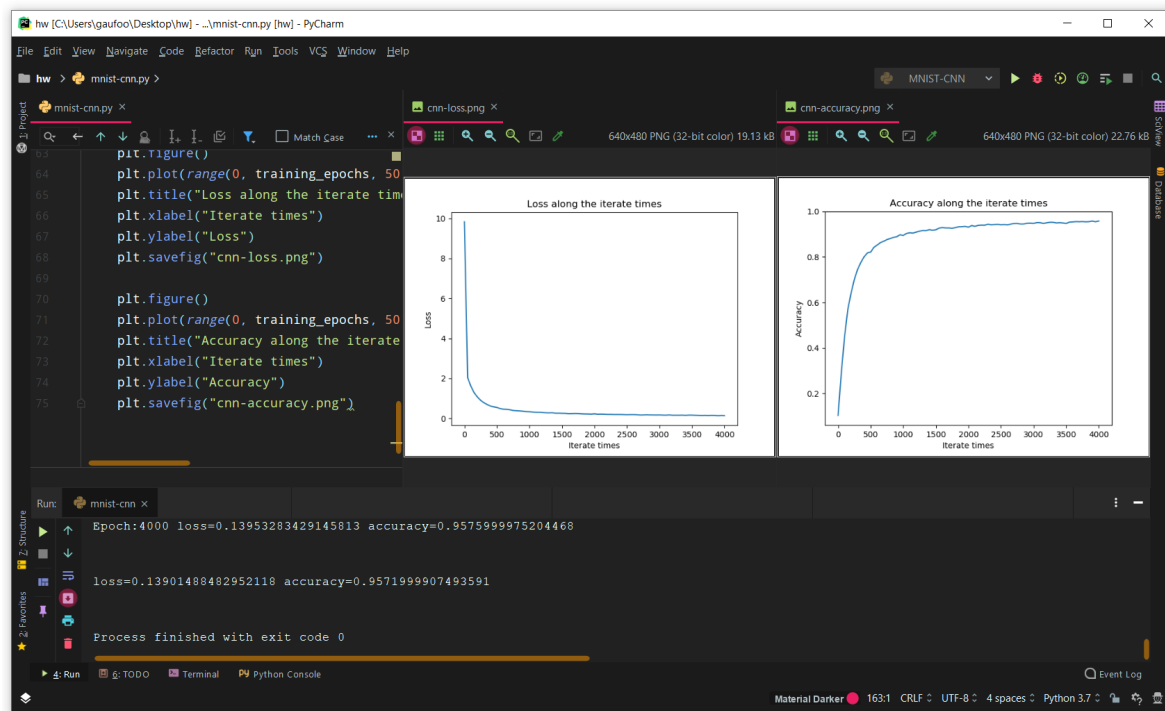 hw [C:\Users\gaufoo\Desktop\hw] - ...\mnist-cnn.py [hw] - PyCharm
File Edit View Navigate Code Refactor Run Tools VCS Window Help
hw mnist-cnn.py
MNIST-CNN
1: Project
mnist-cnn.py
Match Case
63 plt.figure()
64 plt.plot(range(0, training_epochs, 50
65 plt.title("Loss along the iterate tim
66 plt.xlabel("Iterate times")
67 plt.ylabel("Loss")
68 plt.savefig("cnn-loss.png")
69
70 plt.figure()
71 plt.plot(range(0, training_epochs, 50
72 plt.title("Accuracy along the iterate
73 plt.xlabel("Iterate times")
74 plt.ylabel("Accuracy")
75 plt.savefig("cnn-accuracy.png")
cnn-loss.png
640x480 PNG (32-bit color) 19.13 kB
Loss along the iterate times
10
8
6
4
2
0
Loss
0 500 1000 1500 2000 2500 3000 3500 4000
Iterate times
cnn-accuracy.png
640x480 PNG (32-bit color) 22.76 kB
Accuracy along the iterate times
1.0
0.8
0.6
0.4
0.2
Accuracy
0 500 1000 1500 2000 2500 3000 3500 4000
Iterate times
SciView
Database
Run: mnist-cnn
Z: Structure
2: Favorites
Epoch:4000 loss=0.13953283429145813 accuracy=0.9575999975204468
loss=0.13901488482952118 accuracy=0.9571999907493591
Process finished with exit code 0
4: Run 6: TODO Terminal Python Console
Event Log
Material Darker 163:1 CRLF UTF-8 4 spaces Python 3.7